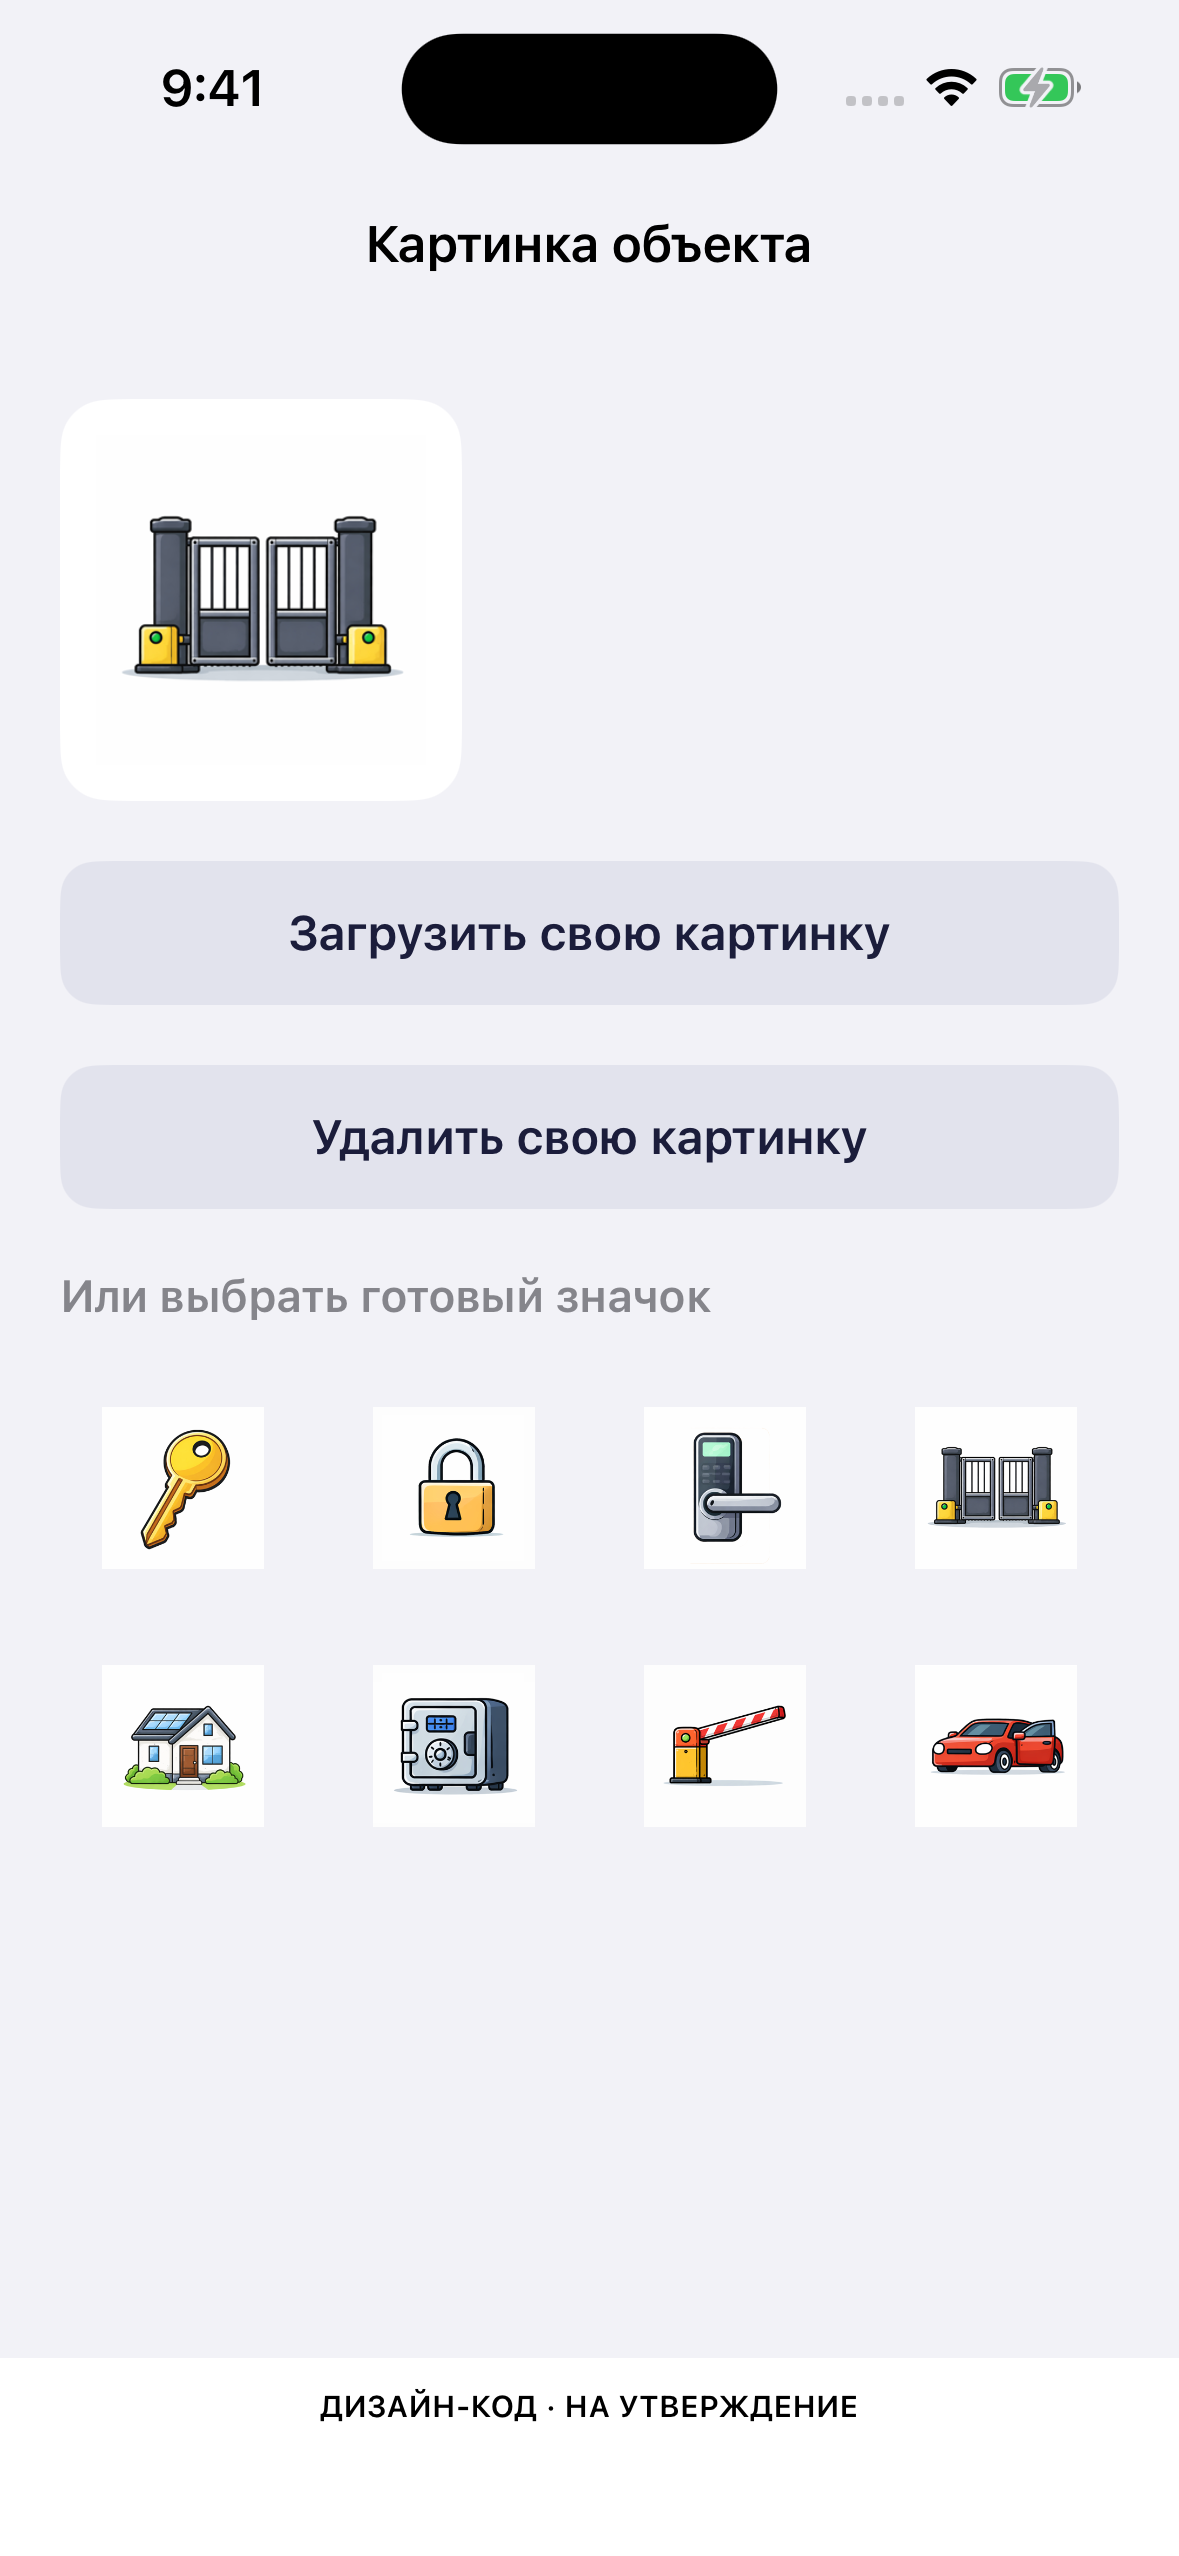 9:41
Картинка объекта
Загрузить свою картинку
Удалить свою картинку
Или выбрать готовый значок
ДИЗАЙН-КОД · НА УТВЕРЖДЕНИЕ